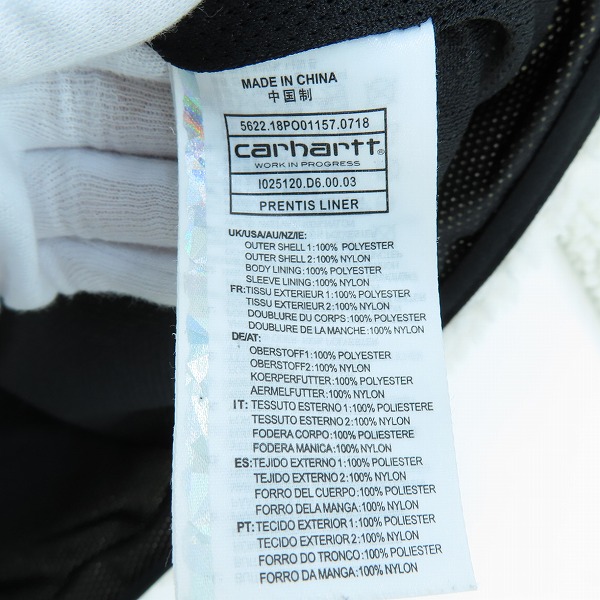 MADE IN CHINA
中国制
5622.18PO01157.0718
carhartt
WORK IN PROGRESS
I025120.D6.00.03
PRENTIS LINER
UK/USA/AU/NZ/IE:
OUTER SHELL 1:100% POLYESTER
OUTER SHELL 2:100% NYLON
BODY LINING:100% POLYESTER
SLEEVE LINING:100% NYLON
FR:TISSU EXTERIEUR 1:100% POLYESTER
TISSU EXTERIEUR 2:100% NYLON
DOUBLURE DU CORPS:100% POLYESTER
DOUBLURE DE LA MANCHE:100% NYLON
DE/AT:
OBERSTOFF1:100% POLYESTER
OBERSTOFF2:100% NYLON
KOERPERFUTTER:100% POLYESTER
AERMELFUTTER:100% NYLON
IT: TESSUTO ESTERNO 1:100% POLIESTERE
TESSUTO ESTERNO 2:100% NYLON
FODERA CORPO:100% POLIESTERE
FODERA MANICA:100% NYLON
ES:TEJIDO EXTERNO 1:100% POLIESTER
TEJIDO EXTERNO 2:100% NYLON
FORRO DEL CUERPO:100% POLIESTER
FORRO DELA MANGA:100% NYLON
PT:TECIDO EXTERIOR 1:100% POLIESTER
TECIDO EXTERIOR 2:100% NYLON
FORRO DO TRONCO:100% POLIESTER
FORRO DA MANGA:100% NYLON